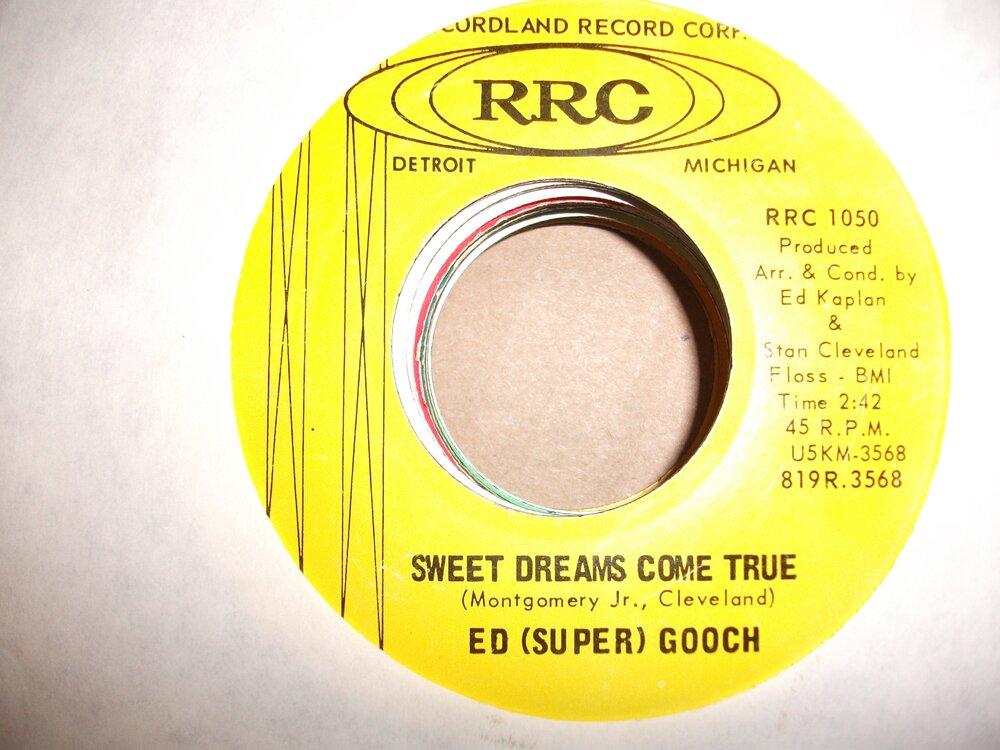 CORDLAND RECORD CORP.
RRC
DETROIT MICHIGAN
RRC 1050
Produced
Arr. & Cond. by
Ed Kaplan
&
Stan Cleveland
Floss - BMI
Time 2:42
45 R.P.M.
U5KM-3568
819R.3568
SWEET DREAMS COME TRUE
(Montgomery Jr., Cleveland)
ED (SUPER) GOOCH